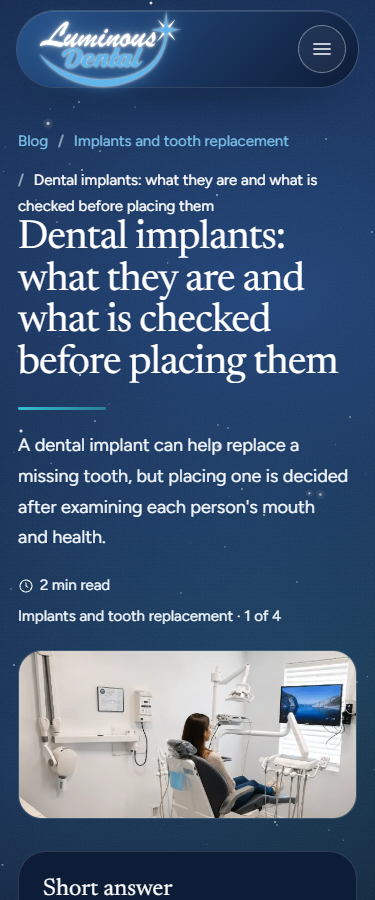 Luminous
Dental
Blog / Implants and tooth replacement
/ Dental implants: what they are and what is
checked before placing them
Dental implants:
what they are and
what is checked
before placing them
A dental implant can help replace a
missing tooth, but placing one is decided
after examining each person's mouth
and health.
2 min read
Implants and tooth replacement · 1 of 4
Short answer